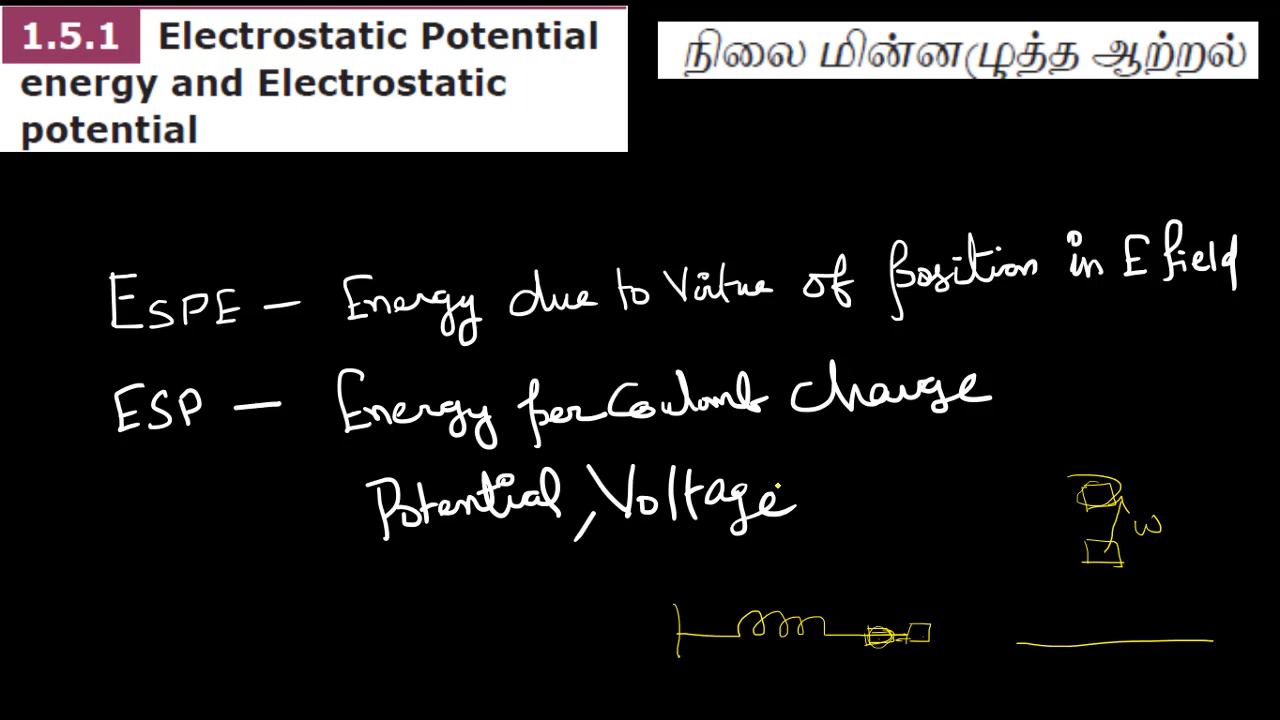 1.5.1 Electrostatic Potential
energy and Electrostatic
potential
நிலை மின்னழுத்த ஆற்றல்
ESPE – Energy due to Virtue of Position in E field
ESP – Energy per Coulomb Charge
Potential, Voltage
W